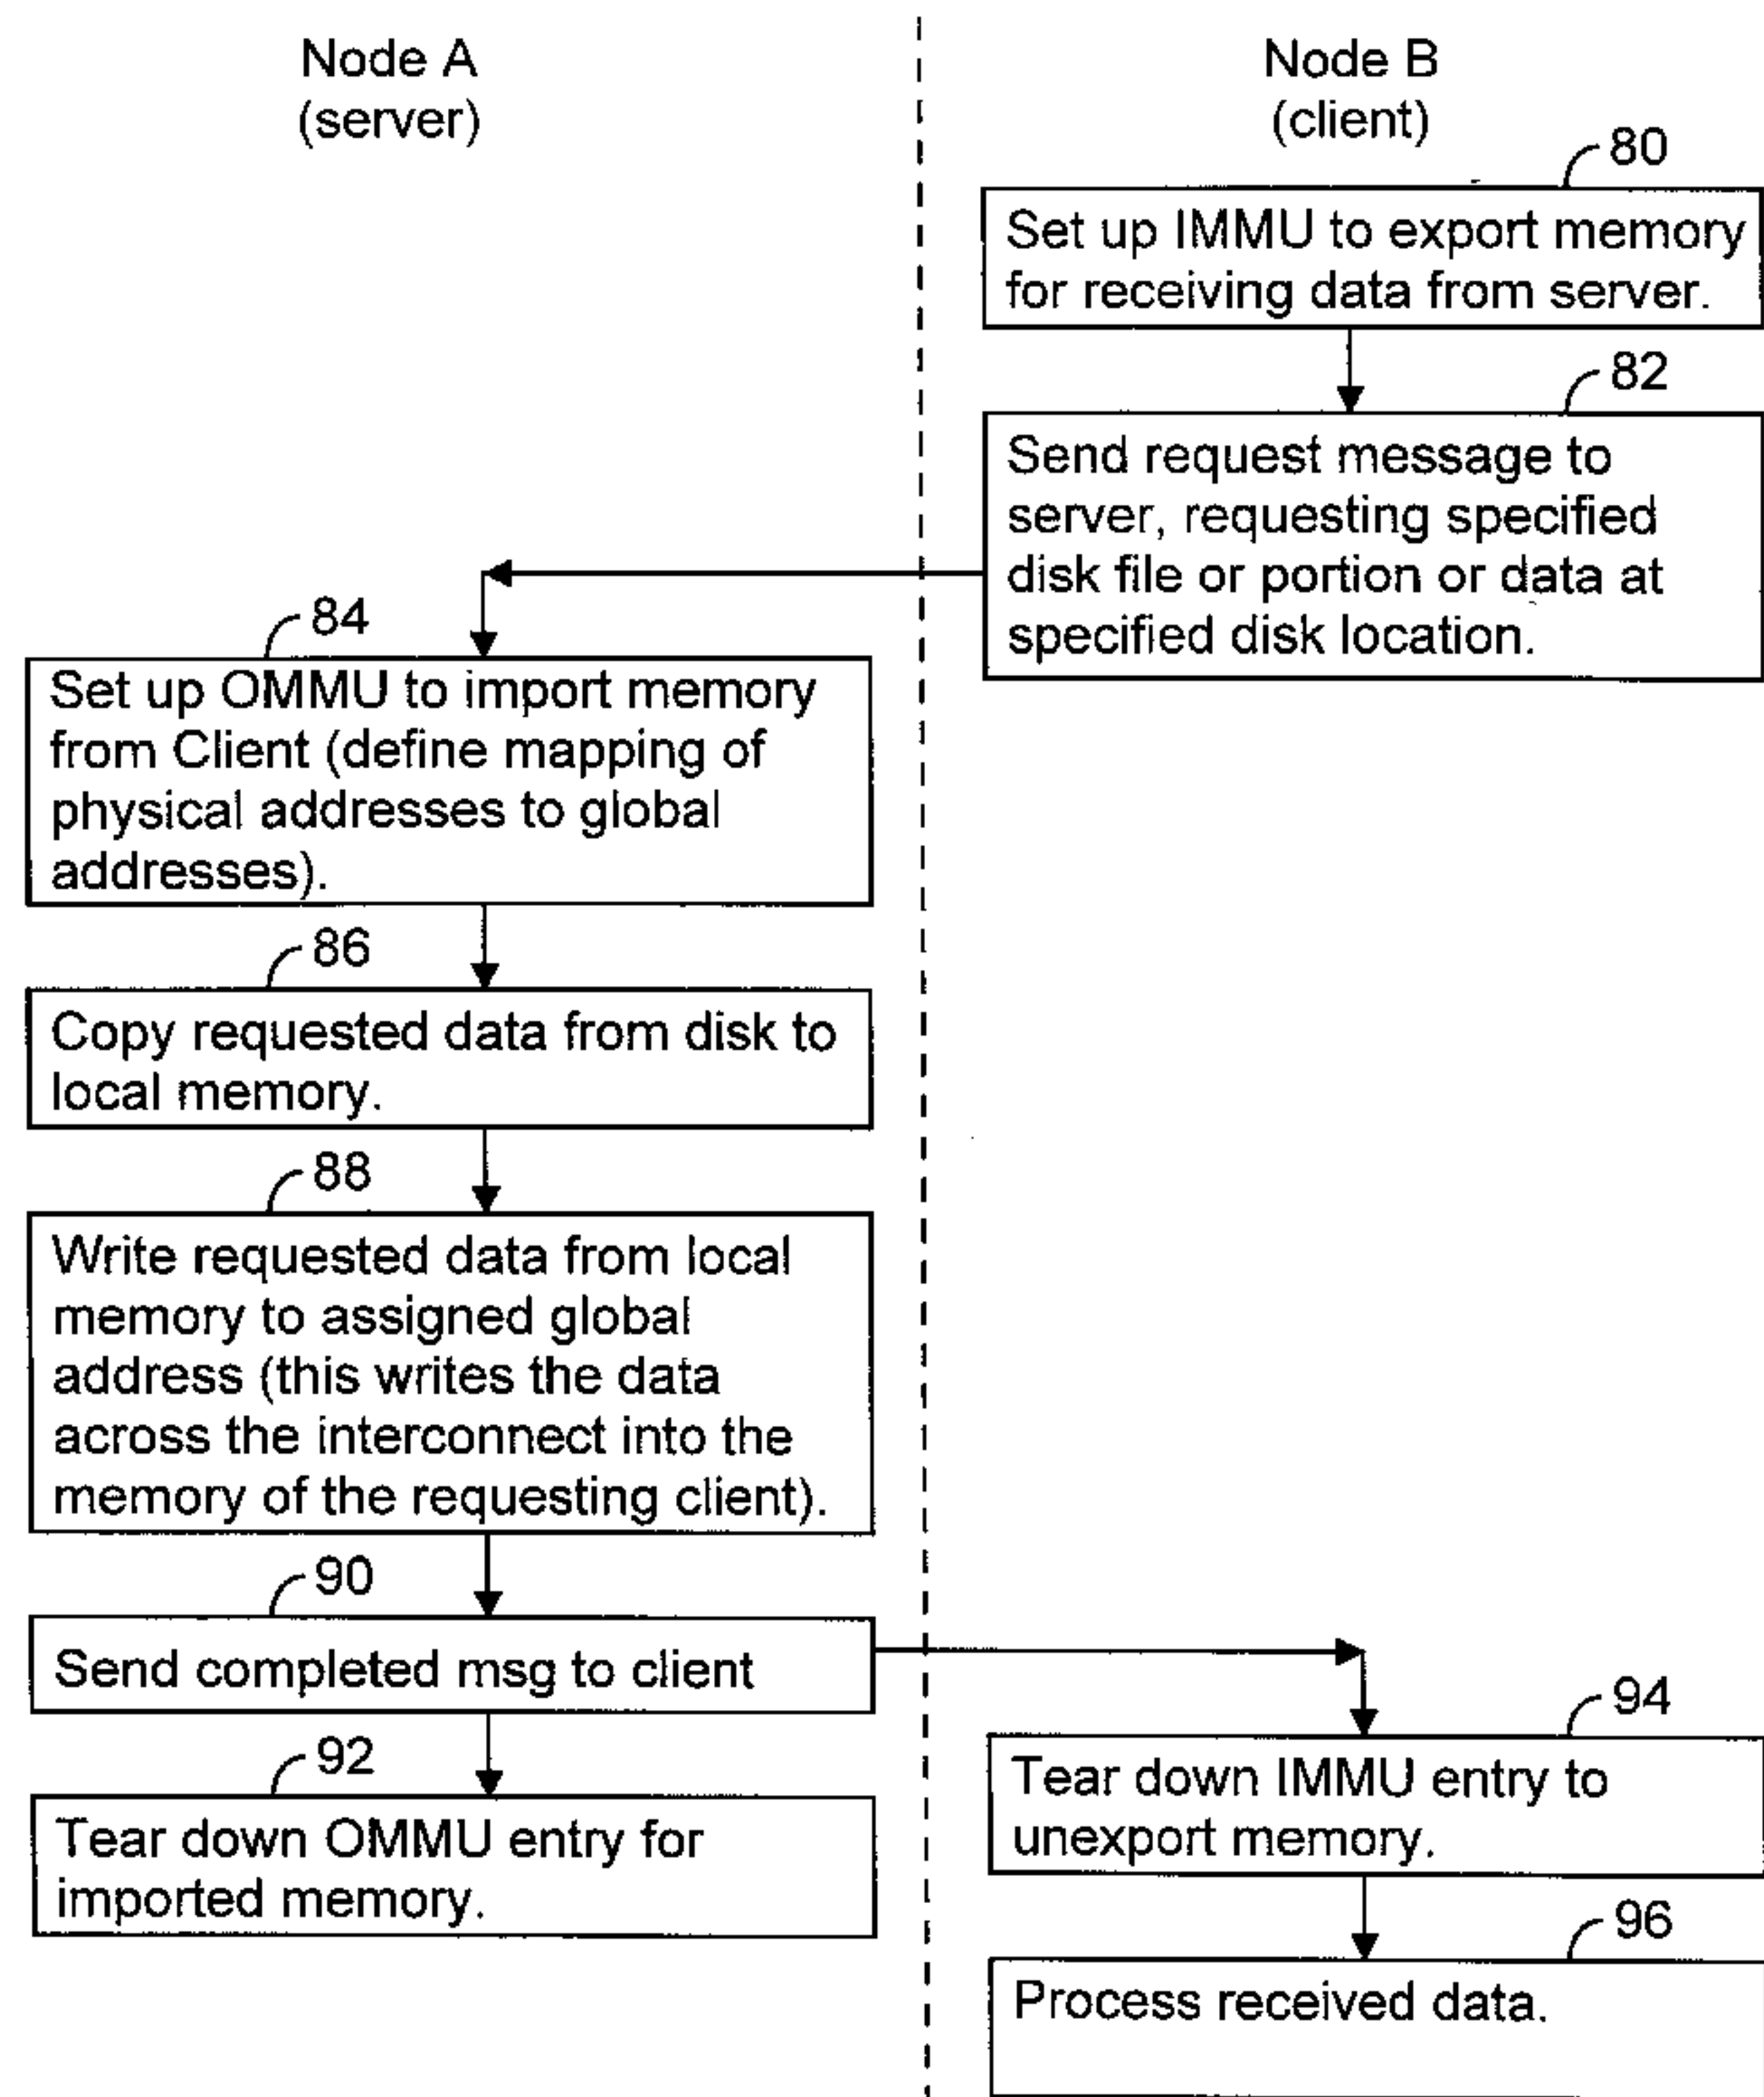 Node A
(server)
Node B
(client)
80
Set up IMMU to export memory
for receiving data from server.
82
Send request message to
server, requesting specified
disk file or portion or data at
specified disk location.
84
Set up OMMU to import memory
from Client (define mapping of
physical addresses to global
addresses).
86
Copy requested data from disk to
local memory.
88
Write requested data from local
memory to assigned global
address (this writes the data
across the interconnect into the
memory of the requesting client).
90
Send completed msg to client
92
Tear down OMMU entry for
imported memory.
94
Tear down IMMU entry to
unexport memory.
96
Process received data.